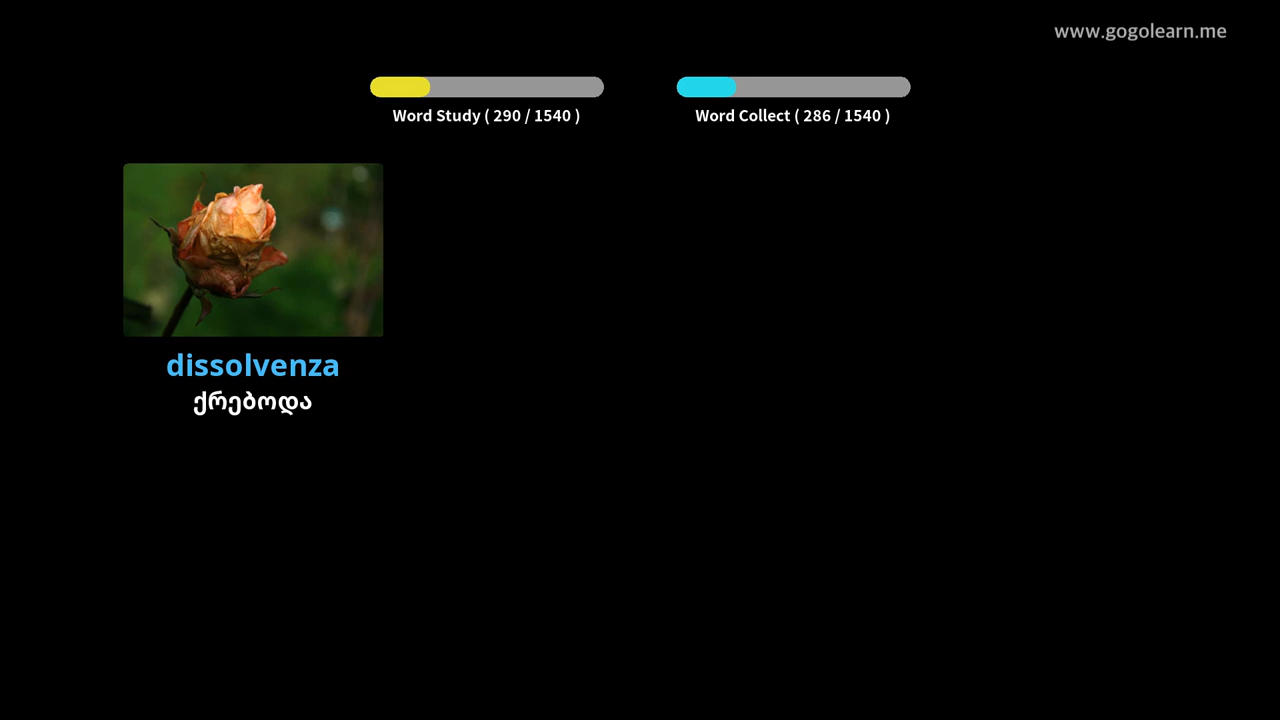 www.gogolearn.me
Word Study ( 290 / 1540 )
Word Collect ( 286 / 1540 )
dissolvenza
ქრებოდა